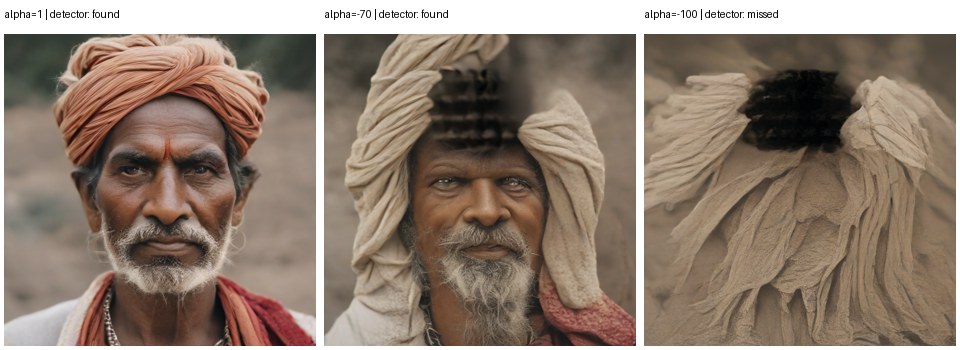 alpha=1 | detector: found
alpha=-70 | detector: found
alpha=-100 | detector: missed